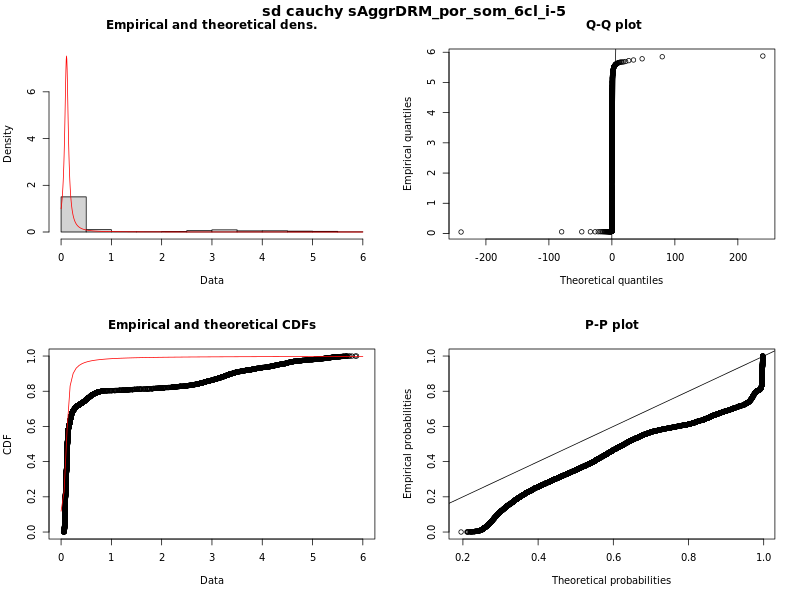 sd cauchy sAggrDRM_por_som_6cl_i-5
Empirical and theoretical dens.
Density
0 2 4 6
0 1 2 3 4 5 6
Data
Q-Q plot
Empirical quantiles
0 1 2 3 4 5 6
-200 -100 0 100 200
Theoretical quantiles
Empirical and theoretical CDFs
CDF
0.0 0.2 0.4 0.6 0.8 1.0
0 1 2 3 4 5 6
Data
P-P plot
Empirical probabilities
0.0 0.2 0.4 0.6 0.8 1.0
0.2 0.4 0.6 0.8 1.0
Theoretical probabilities